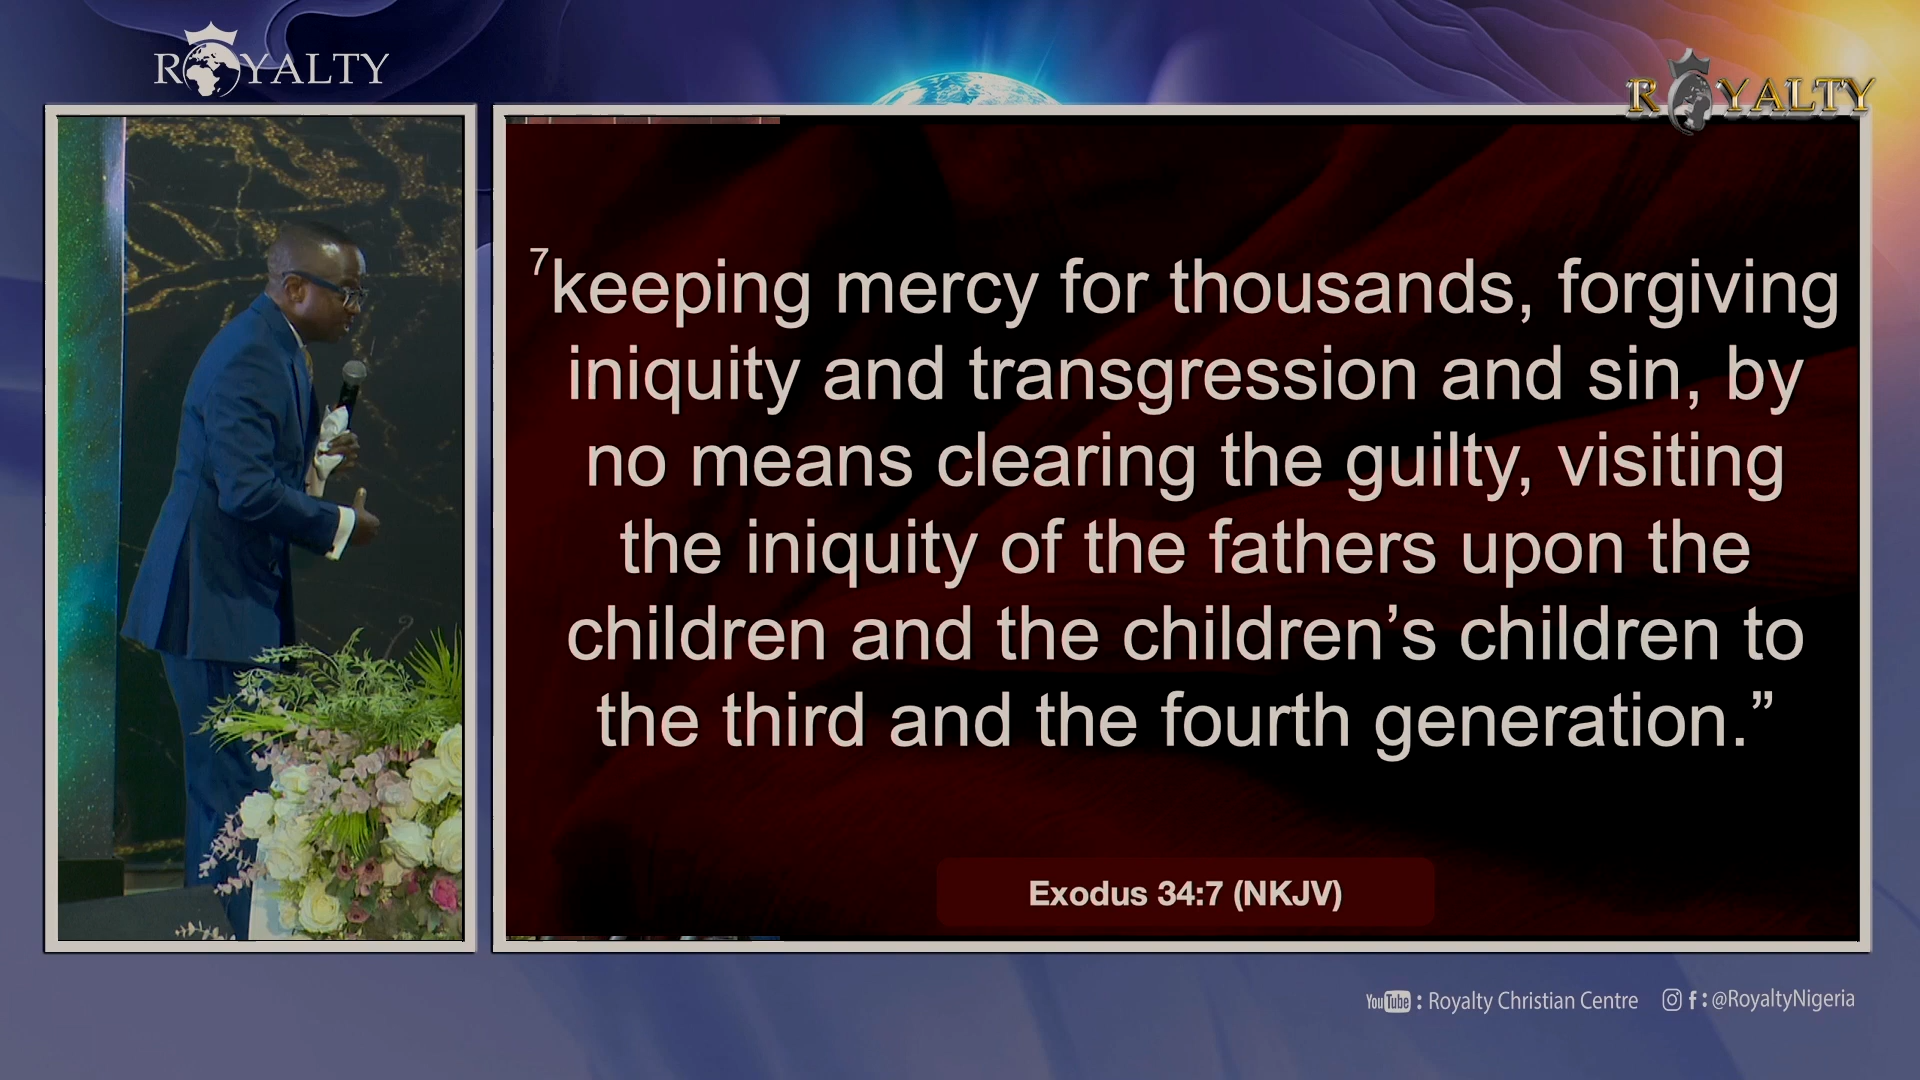 ROYALTY
ROYALTY
7keeping mercy for thousands, forgiving
iniquity and transgression and sin, by
no means clearing the guilty, visiting
the iniquity of the fathers upon the
children and the children’s children to
the third and the fourth generation.”
Exodus 34:7 (NKJV)
YouTube : Royalty Christian Centre f : @RoyaltyNigeria